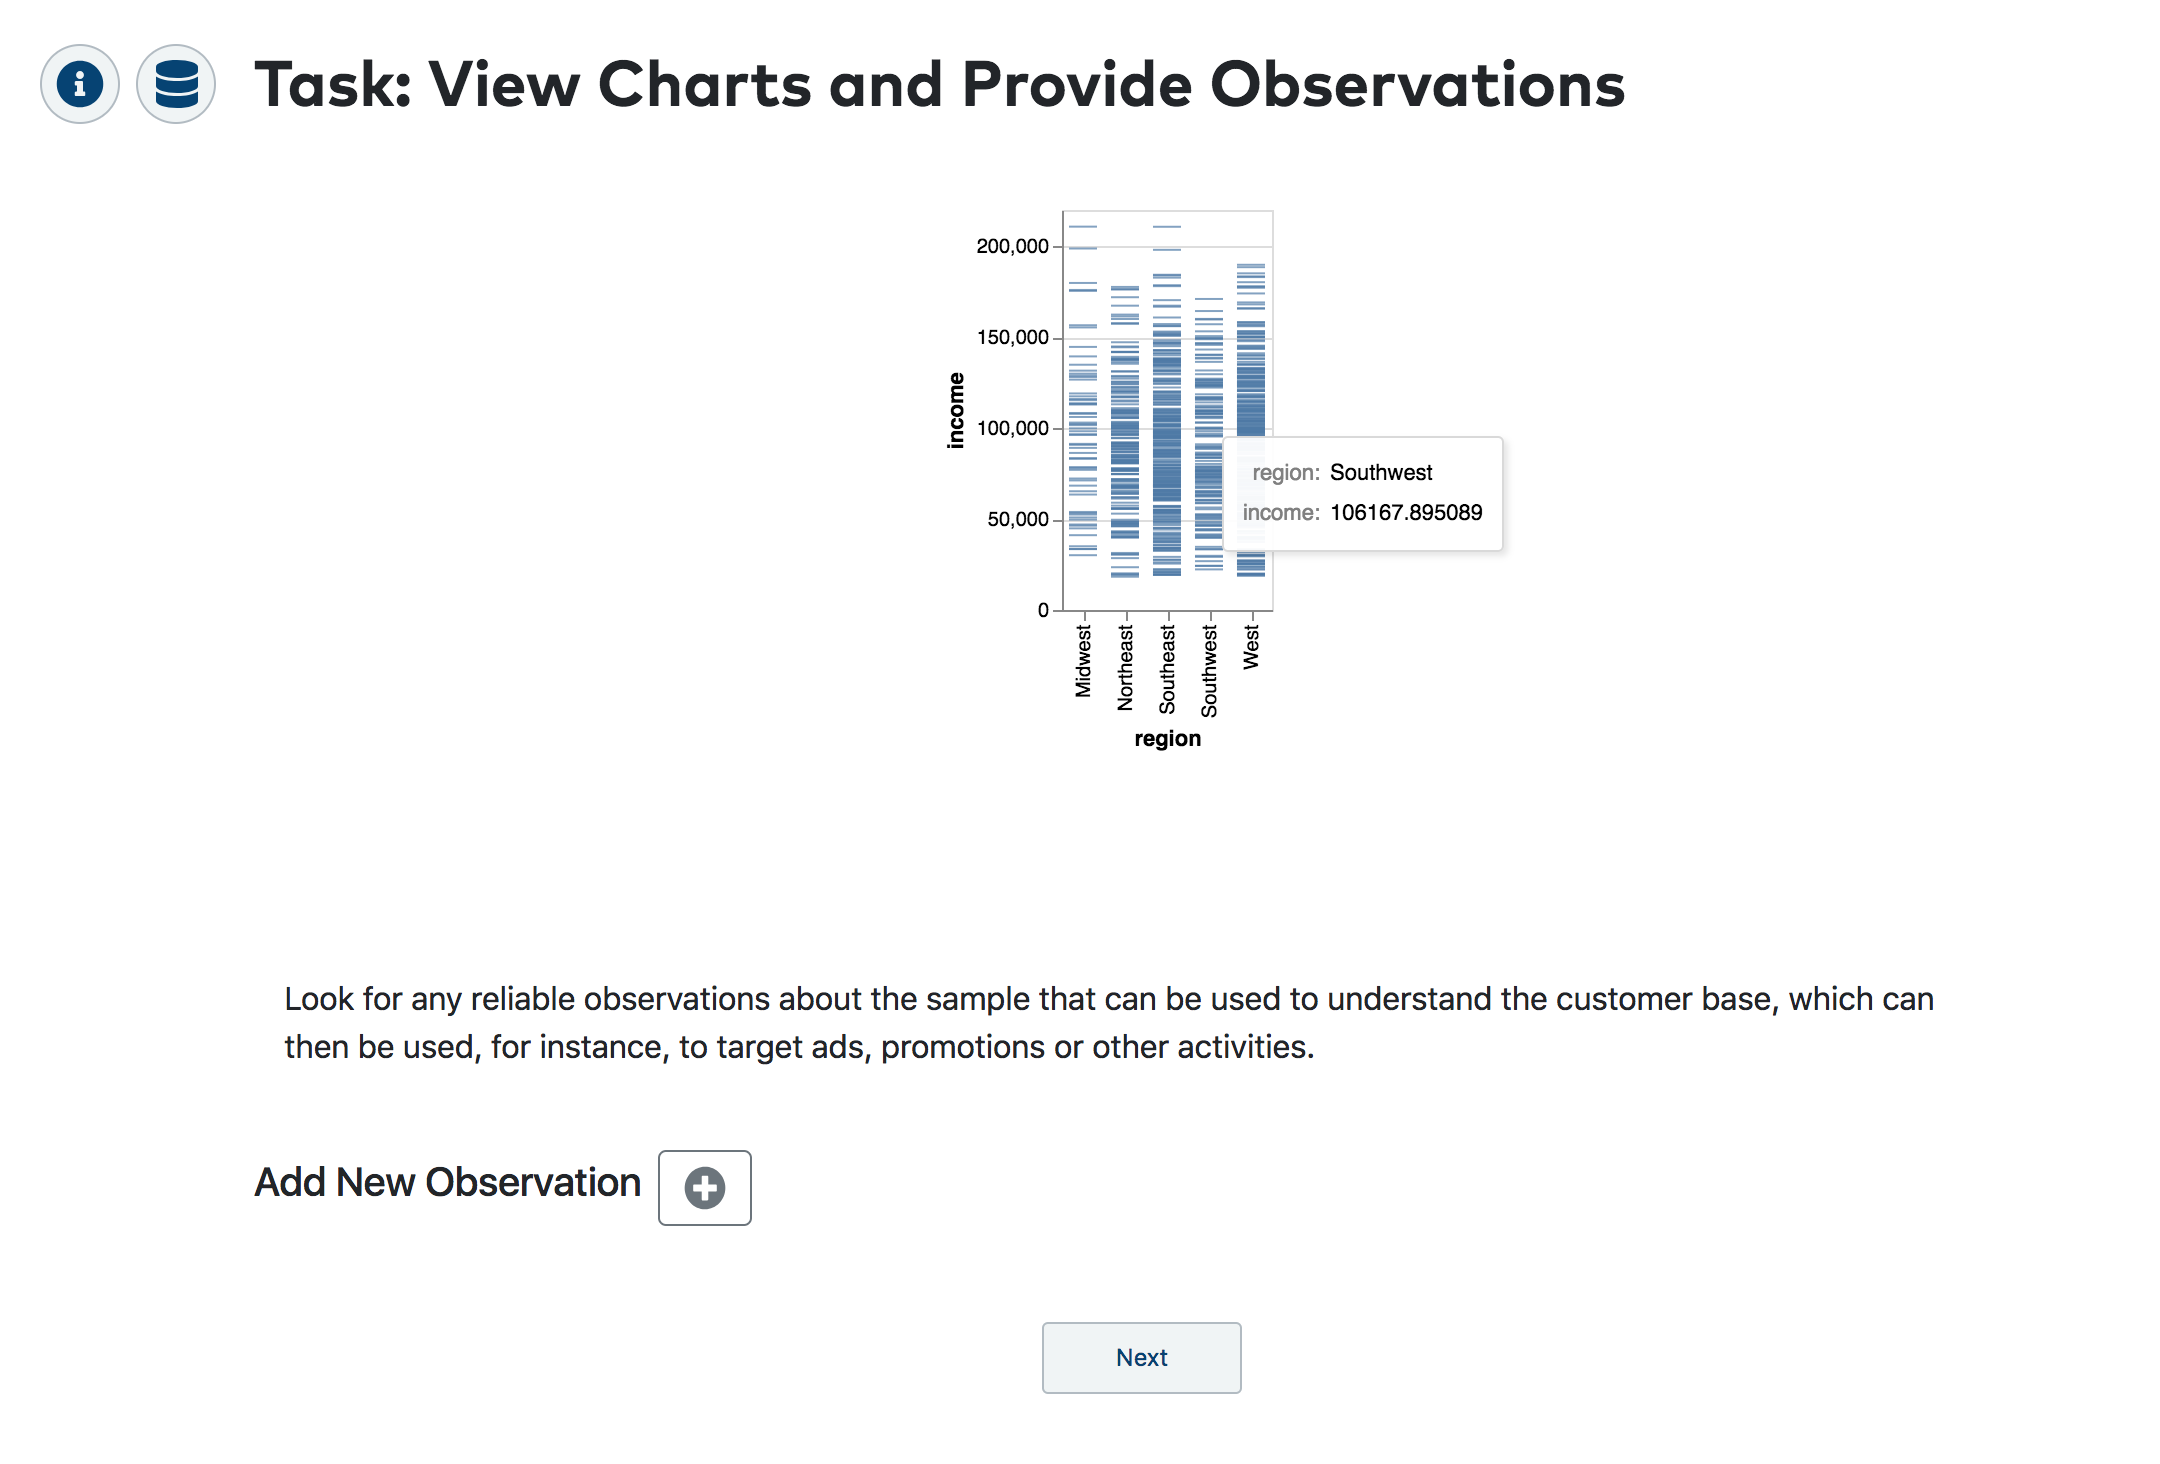 Task: View Charts and Provide Observations
200,000
150,000
100,000
50,000
0
income
region: Southwest
income: 106167.895089
Midwest
Northeast
Southeast
Southwest
West
region
Look for any reliable observations about the sample that can be used to understand the customer base, which can
then be used, for instance, to target ads, promotions or other activities.
Add New Observation
Next